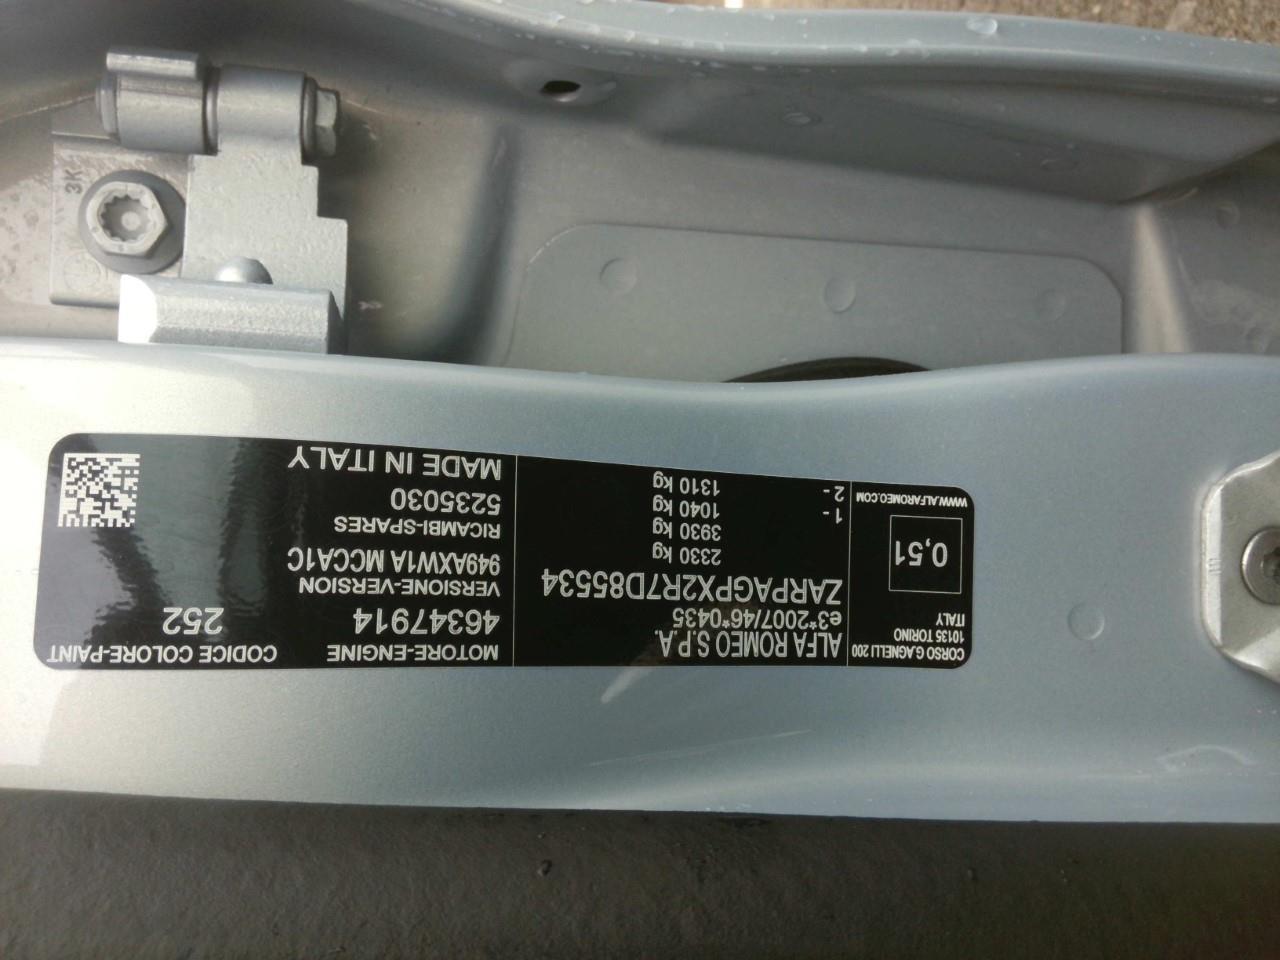 CORSO G.AGNELLI 200
10135 TORINO
ITALY
0,51
WWW.ALFAROMEO.COM
ALFA ROMEO S.P.A.
e3*2007/46*0435
ZARPAGPX2R7D85534
2330 kg
3930 kg
1- 1040 kg
2- 1310 kg
MOTORE-ENGINE
46347914
CODICE COLORE-PAINT
252
VERSIONE-VERSION
949AXW1A MCCA1C
RICAMBI-SPARES
5235030
MADE IN ITALY
3K